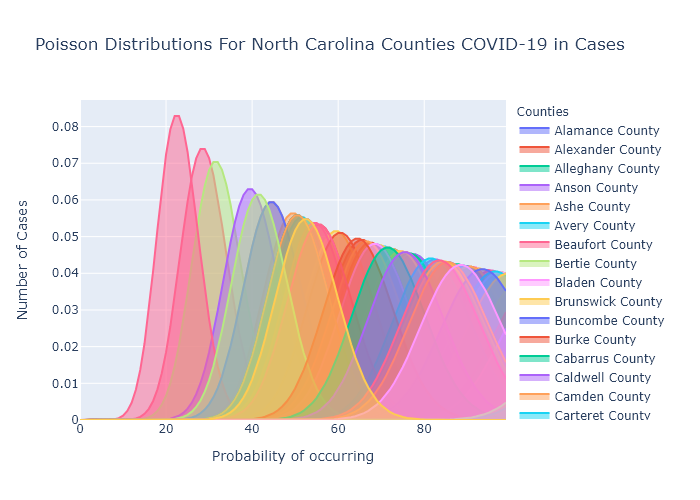 Poisson Distributions For North Carolina Counties COVID-19 in Cases
Number of Cases
0.08
0.07
0.06
0.05
0.04
0.03
0.02
0.01
0
0
20
40
60
80
Probability of occurring
Counties
Alamance County
Alexander County
Alleghany County
Anson County
Ashe County
Avery County
Beaufort County
Bertie County
Bladen County
Brunswick County
Buncombe County
Burke County
Cabarrus County
Caldwell County
Camden County
Carteret County